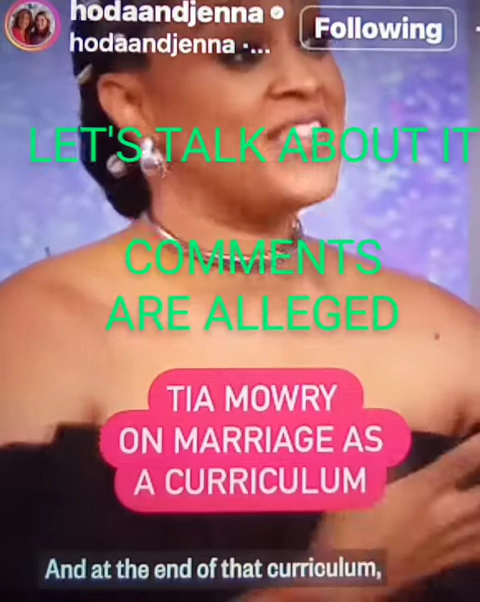 hodaandjenna
hodaandjenna ·...
Following
LET'S TALK ABOUT IT
COMMENTS
ARE ALLEGED
TIA MOWRY
ON MARRIAGE AS
A CURRICULUM
And at the end of that curriculum,